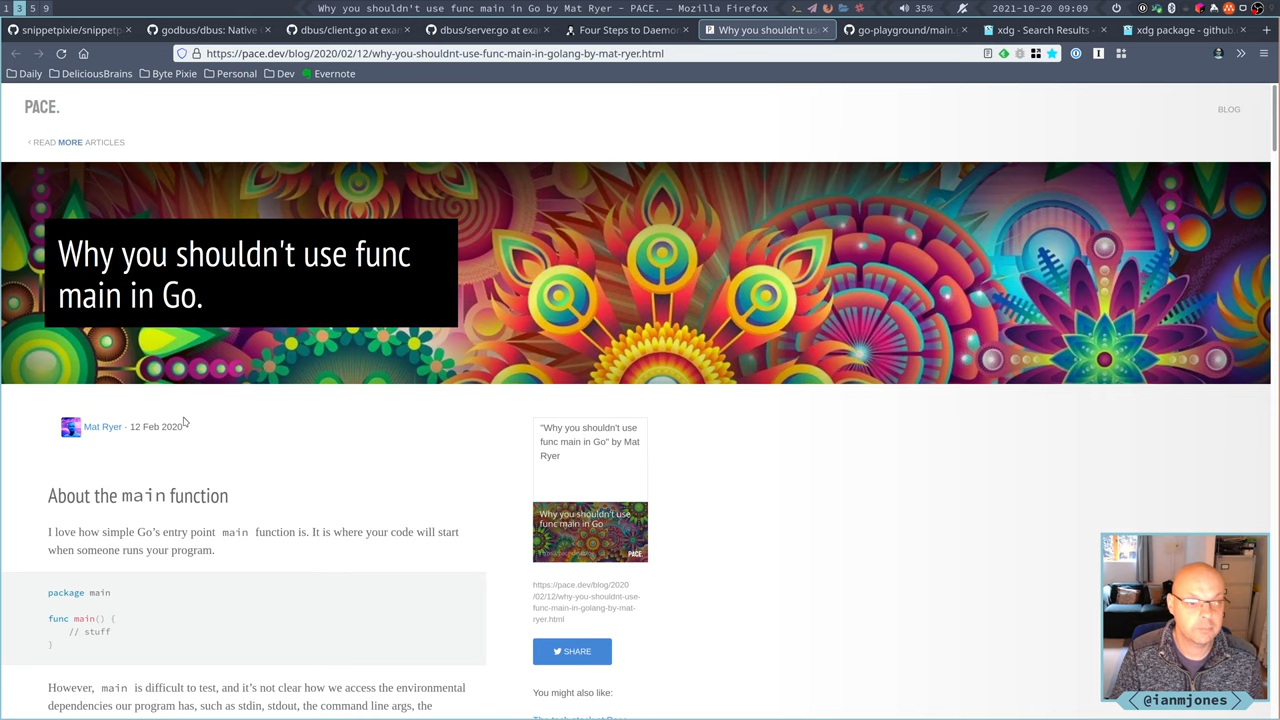 1 3 5 9
Why you shouldn't use func main in Go by Mat Ryer - PACE. — Mozilla Firefox
35%
2021-10-20 09:09
snippetpixie/snippetp
godbus/dbus: Native
dbus/client.go at exam
dbus/server.go at exa
Four Steps to Daemo
Why you shouldn't us
go-playground/main.
xdg - Search Results -
xdg package - github.
https://pace.dev/blog/2020/02/12/why-you-shouldnt-use-func-main-in-golang-by-mat-ryer.html
Daily DeliciousBrains Byte Pixie Personal Dev Evernote
PACE.
BLOG
READ MORE ARTICLES
Why you shouldn't use func
main in Go.
Mat Ryer - 12 Feb 2020
About the main function
I love how simple Go’s entry point main function is. It is where your code will start
when someone runs your program.
package main
func main() {
// stuff
}
However, main is difficult to test, and it’s not clear how we access the environmental
dependencies our program has, such as stdin, stdout, the command line args, the
"Why you shouldn't use
func main in Go" by Mat
Ryer
Why you shouldn't use
func main in Go
PACE.
https://pace.dev/blog/2020
/02/12/why-you-shouldnt-use-
func-main-in-golang-by-mat-
ryer.html
SHARE
You might also like:
@ianmjones